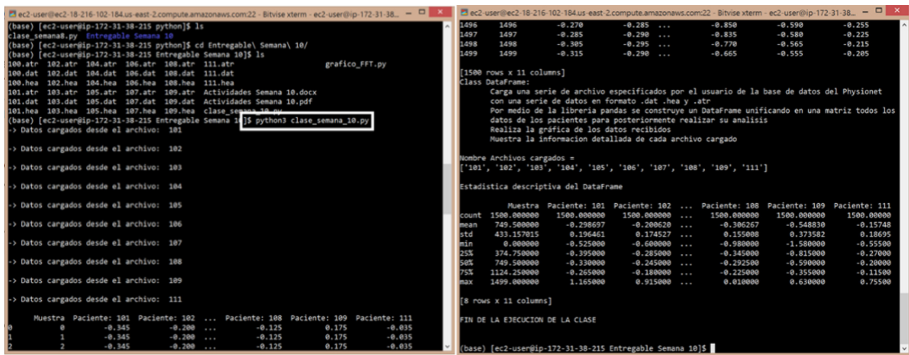 ec2-user@ec2-18-216-102-184.us-east-2.compute.amazonaws.com:22 - Bitvise xterm - ec2-user@ip-172-31-38...
(base) [ec2-user@ip-172-31-38-215 python]$ ls
clase_semana8.py  Entregable Semana 10
(base) [ec2-user@ip-172-31-38-215 python]$ cd Entregable\ Semana\ 10/
(base) [ec2-user@ip-172-31-38-215 Entregable Semana 10]$ ls
100.atr 102.atr 104.atr 106.atr 108.atr 111.atr grafico_FFT.py
100.dat 102.dat 104.dat 106.dat 108.dat 111.dat
100.hea 102.hea 104.hea 106.hea 108.hea 111.hea
101.atr 103.atr 105.atr 107.atr 109.atr Actividades Semana 10.docx
101.dat 103.dat 105.dat 107.dat 109.dat Actividades Semana 10.pdf
101.hea 103.hea 105.hea 107.hea 109.hea
(base) [ec2-user@ip-172-31-38-215 Entregable Semana 10]$ python3 clase_semana_10.py
-> Datos cargados desde el archivo:  101
-> Datos cargados desde el archivo:  102
-> Datos cargados desde el archivo:  103
-> Datos cargados desde el archivo:  104
-> Datos cargados desde el archivo:  105
-> Datos cargados desde el archivo:  106
-> Datos cargados desde el archivo:  107
-> Datos cargados desde el archivo:  108
-> Datos cargados desde el archivo:  109
-> Datos cargados desde el archivo:  111
Muestra Paciente: 101 Paciente: 102 ... Paciente: 108 Paciente: 109 Paciente: 111
0 0 -0.345 -0.200 ... -0.125 0.175 -0.035
1 1 -0.345 -0.200 ... -0.125 0.175 -0.035
2 2 -0.345 -0.200 ... -0.125 0.175 -0.035
ec2-user@ec2-18-216-102-184.us-east-2.compute.amazonaws.com:22 - Bitvise xterm - ec2-user@ip-172-31-38-...
1496 1496 -0.270 -0.285 ... -0.850 -0.590 -0.255
1497 1497 -0.285 -0.290 ... -0.835 -0.580 -0.225
1498 1498 -0.305 -0.295 ... -0.770 -0.565 -0.215
1499 1499 -0.315 -0.290 ... -0.665 -0.555 -0.205
[1500 rows x 11 columns]
Class DataFrame:
Carga una serie de archivo especificados por el usuario de la base de datos del Physionet
con una serie de datos en formato .dat .hea y .atr
Por medio de la libreria pandas se construye un DataFrame unificando en una matriz todos los
datos de los pacientes para posteriormente realizar su analisis
Realiza la gráfica de los datos recibidos
Muestra la informacion detallada de cada archivo cargado
Nombre Archivos cargados =
['101', '102', '103', '104', '105', '106', '107', '108', '109', '111']
Estadistica descriptiva del DataFrame
Muestra Paciente: 101 Paciente: 102 ... Paciente: 108 Paciente: 109 Paciente: 111
count 1500.000000 1500.000000 1500.000000 ... 1500.000000 1500.000000 1500.00000
mean 749.500000 -0.298697 -0.200620 ... -0.306267 -0.548830 -0.15748
std 433.157015 0.196461 0.174527 ... 0.155008 0.373582 0.18695
min 0.000000 -0.525000 -0.600000 ... -0.980000 -1.580000 -0.55500
25% 374.750000 -0.395000 -0.285000 ... -0.345000 -0.815000 -0.27000
50% 749.500000 -0.330000 -0.245000 ... -0.292500 -0.590000 -0.20000
75% 1124.250000 -0.265000 -0.180000 ... -0.225000 -0.355000 -0.11500
max 1499.000000 1.165000 0.915000 ... 0.010000 0.630000 0.75500
[8 rows x 11 columns]
FIN DE LA EJECUCION DE LA CLASE
(base) [ec2-user@ip-172-31-38-215 Entregable Semana 10]$